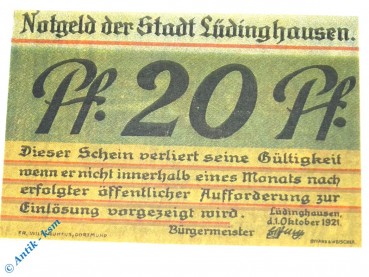 Notgeld der Stadt Lüdinghausen.
Pf. 20 Pf.
Dieser Schein verliert seine Gültigkeit
wenn er nicht innerhalb eines Monats nach
erfolgter öffentlicher Aufforderung zur
Einlösung vorgezeigt wird.
Lüdinghausen,
d.1.Oktober 1921.
Bürgermeister
© Antik-Asm